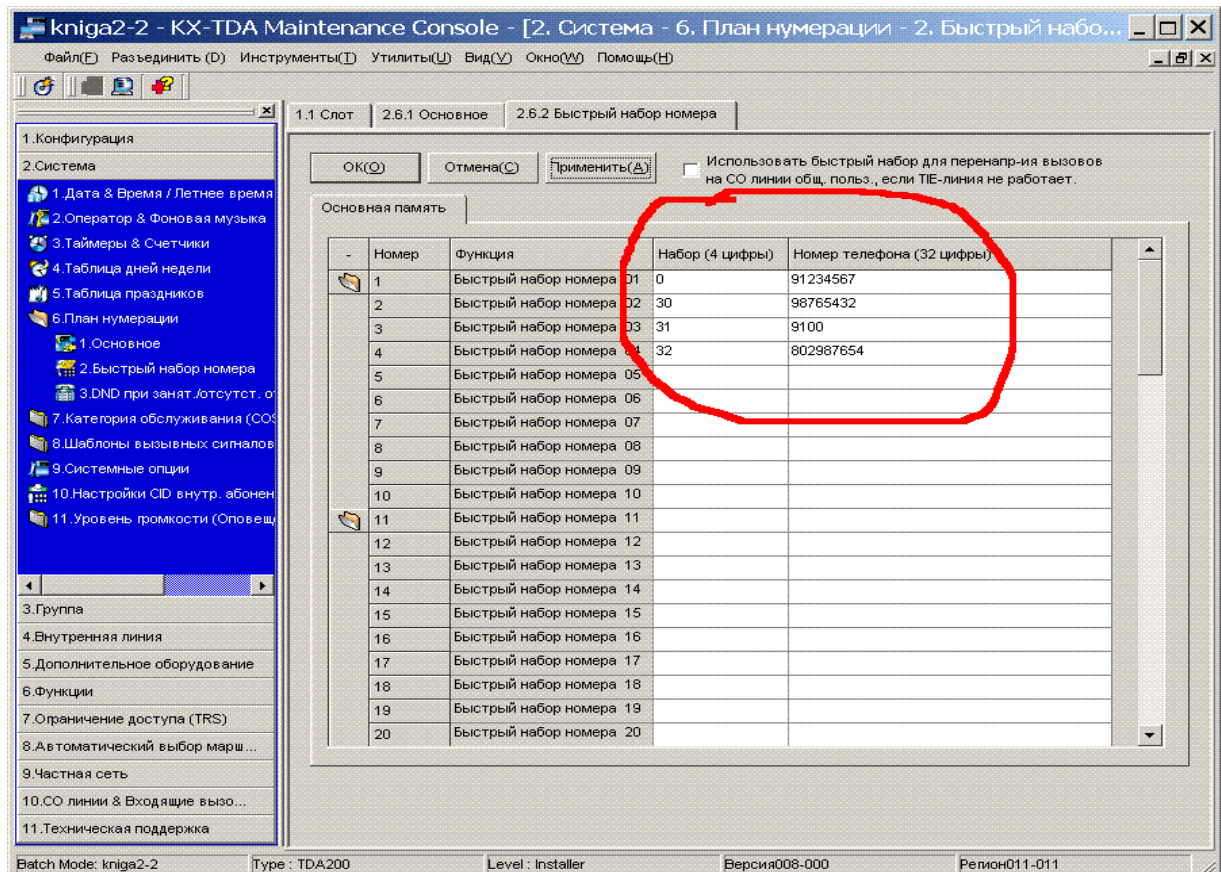 kniga2-2 - KX-TDA Maintenance Console - [2. Система - 6. План нумерации - 2. Быстрый набо...
Файл(F) Разъединить (D) Инструменты(T) Утилиты(U) Вид(V) Окно(W) Помощь(H)
1.1 Слот 2.6.1 Основное 2.6.2 Быстрый набор номера
1.Конфигурация
2.Система
1.Дата & Время / Летнее время
2.Оператор & Фоновая музыка
3.Таймеры & Счетчики
4.Таблица дней недели
5.Таблица праздников
6.План нумерации
1.Основное
2.Быстрый набор номера
3.DND при занят./отсутст. о
7.Категория обслуживания (COS
8.Шаблоны вызывных сигналов
9.Системные опции
10.Настройки CID внутр. абонен
11.Уровень громкости (Оповещ
3.Группа
4.Внутренняя линия
5.Дополнительное оборудование
6.Функции
7.Ограничение доступа (TRS)
8.Автоматический выбор марш...
9.Частная сеть
10.CO линии & Входящие вызо...
11.Техническая поддержка
OK(O) Отмена(C) Применить(A)
Использовать быстрый набор для перенапр-ия вызовов
на CO линии общ. польз., если TIE-линия не работает.
Основная память
- Номер Функция Набор (4 цифры) Номер телефона (32 цифры)
1 Быстрый набор номера 01 0 91234567
2 Быстрый набор номера 02 30 98765432
3 Быстрый набор номера 03 31 9100
4 Быстрый набор номера 04 32 802987654
5 Быстрый набор номера 05
6 Быстрый набор номера 06
7 Быстрый набор номера 07
8 Быстрый набор номера 08
9 Быстрый набор номера 09
10 Быстрый набор номера 10
11 Быстрый набор номера 11
12 Быстрый набор номера 12
13 Быстрый набор номера 13
14 Быстрый набор номера 14
15 Быстрый набор номера 15
16 Быстрый набор номера 16
17 Быстрый набор номера 17
18 Быстрый набор номера 18
19 Быстрый набор номера 19
20 Быстрый набор номера 20
Batch Mode: kniga2-2 Type : TDA200 Level : Installer Версия008-000 Регион011-011